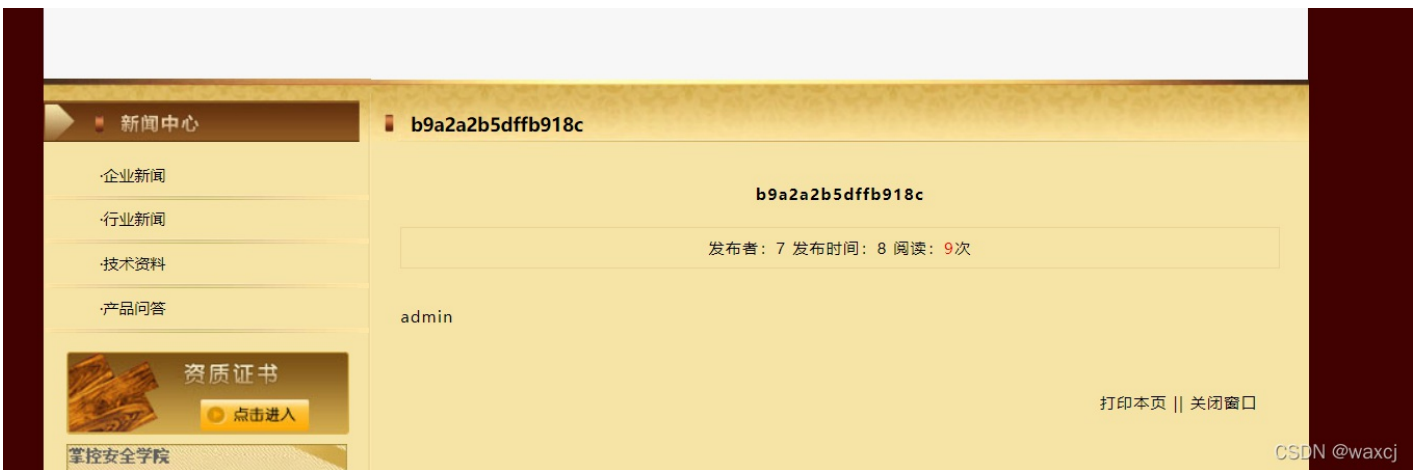 新闻中心
·企业新闻
·行业新闻
·技术资料
·产品问答
资质证书
点击进入
掌控安全学院
b9a2a2b5dffb918c
b9a2a2b5dffb918c
发布者：7 发布时间：8 阅读：9次
admin
打印本页 || 关闭窗口
CSDN @waxcj